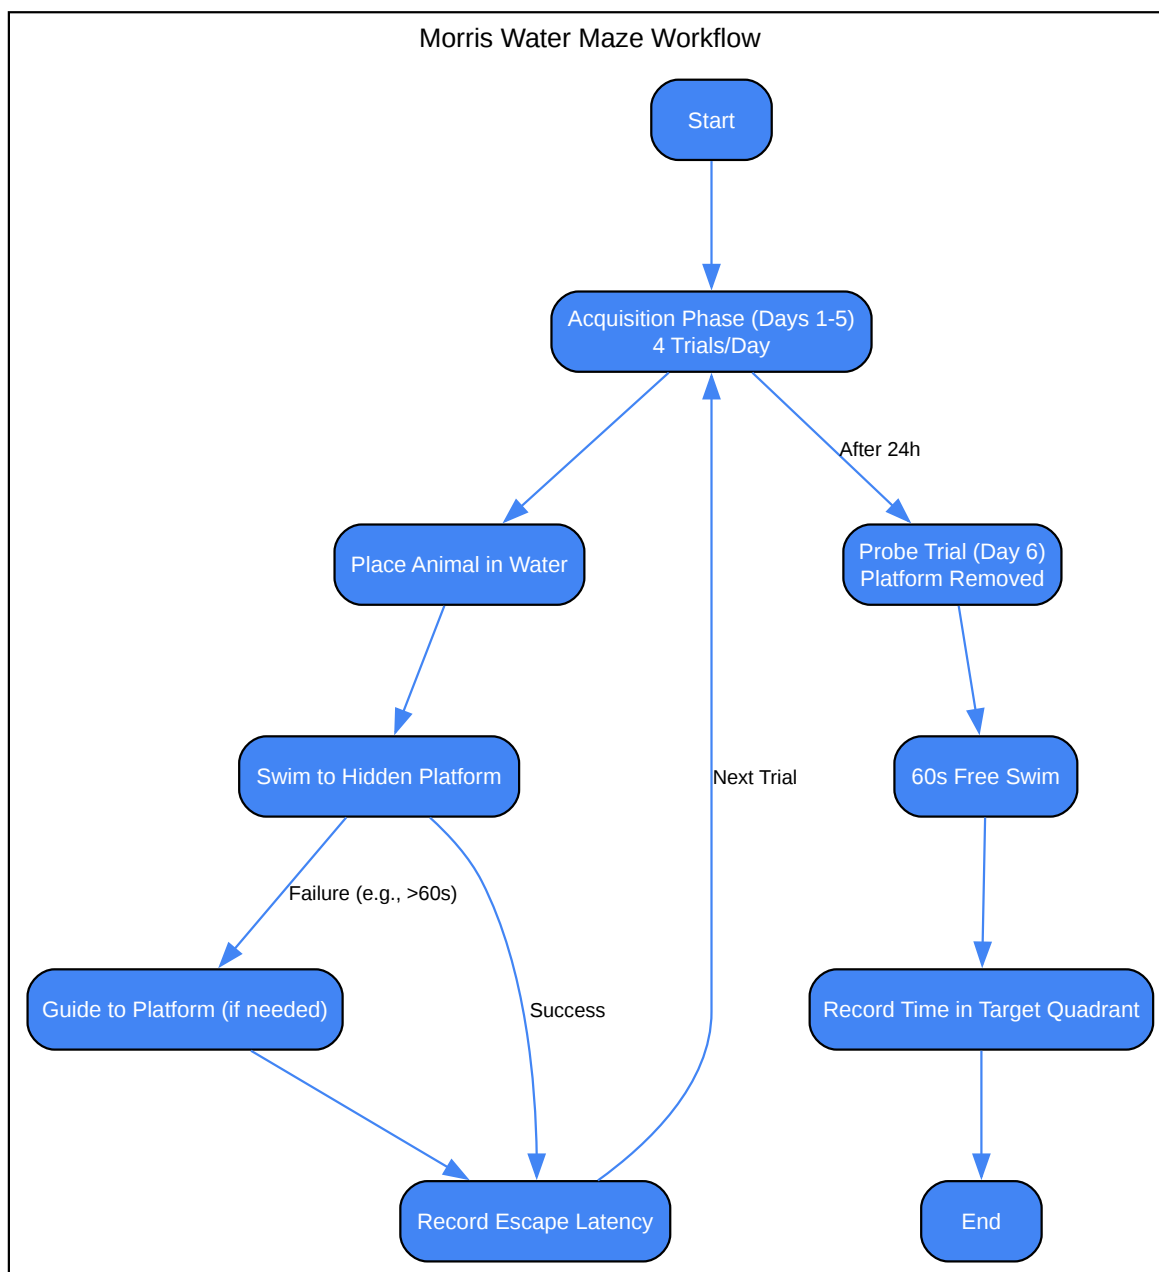 Morris Water Maze Workflow
Start
Acquisition Phase (Days 1-5)
4 Trials/Day
After 24h
Place Animal in Water
Probe Trial (Day 6)
Platform Removed
Swim to Hidden Platform
Next Trial
60s Free Swim
Failure (e.g., >60s)
Guide to Platform (if needed)
Success
Record Time in Target Quadrant
Record Escape Latency
End